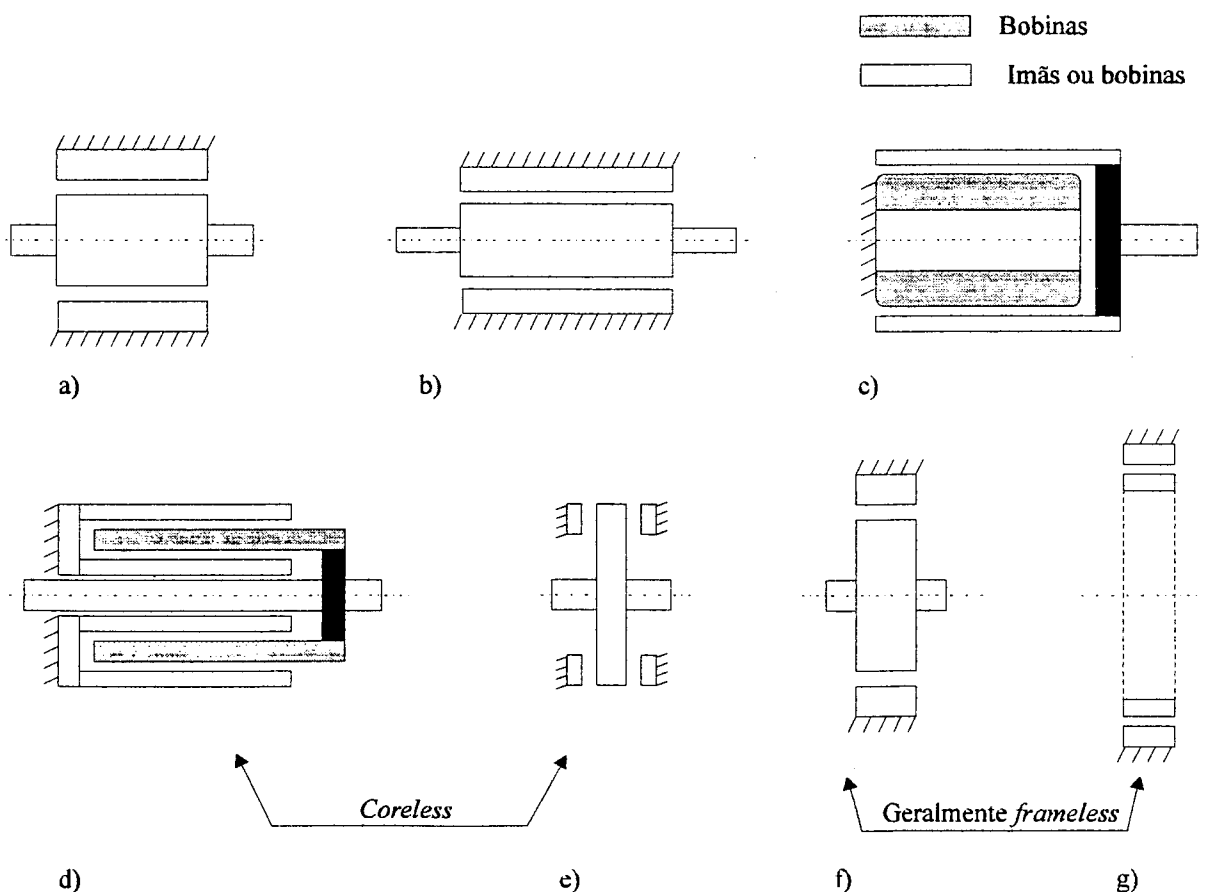 Bobinas
Imãs ou bobinas
a)
b)
c)
Coreless
Geralmente frameless
d)
e)
f)
g)